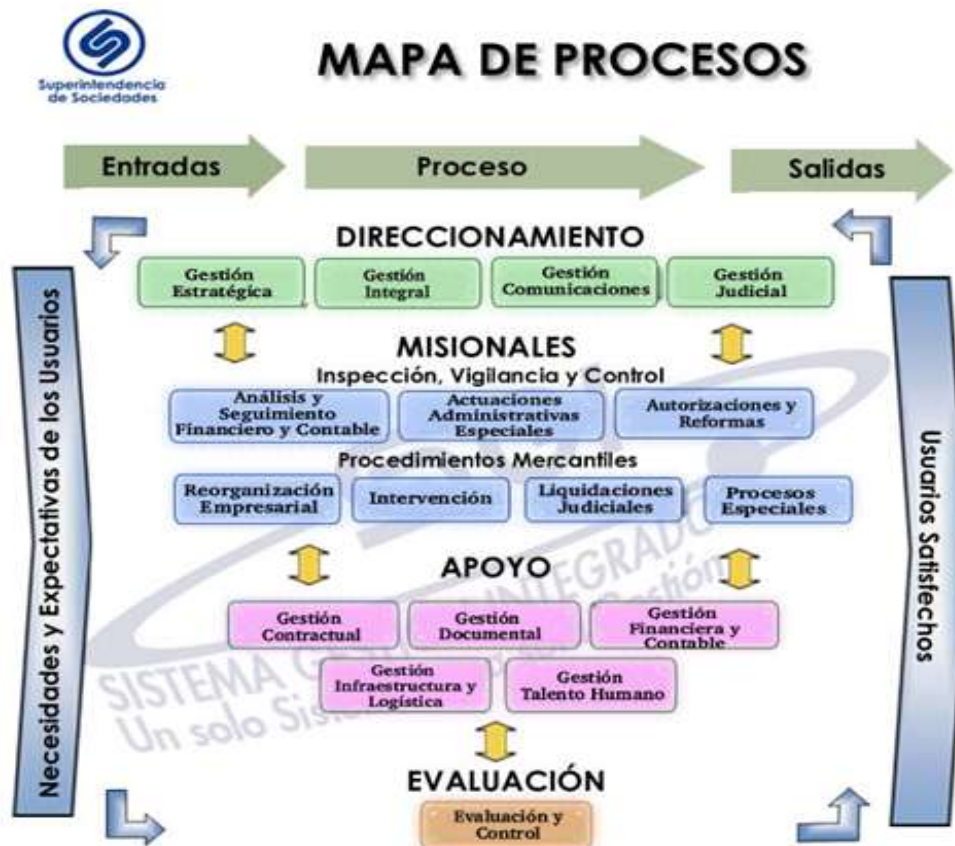 Superintendencia
de Sociedades
MAPA DE PROCESOS
Entradas
Proceso
Salidas
Necesidades y Expectativas de los Usuarios
DIRECCIONAMIENTO
Gestión
Estratégica
Gestión
Integral
Gestión
Comunicaciones
Gestión
Judicial
MISIONALES
Inspección, Vigilancia y Control
Análisis y
Seguimiento
Financiero y Contable
Actuaciones
Administrativas
Especiales
Autorizaciones y
Reformas
Procedimientos Mercantiles
Reorganización
Empresarial
Intervención
Liquidaciones
Judiciales
Procesos
Especiales
APOYO
Gestión
Contractual
Gestión
Documental
Gestión
Financiera y
Contable
Gestión
Infraestructura y
Logística
Gestión
Talento Humano
EVALUACIÓN
Evaluación y
Control
Usuarios Satisfechos
SISTEMA INTEGRADO
Un solo Gestión